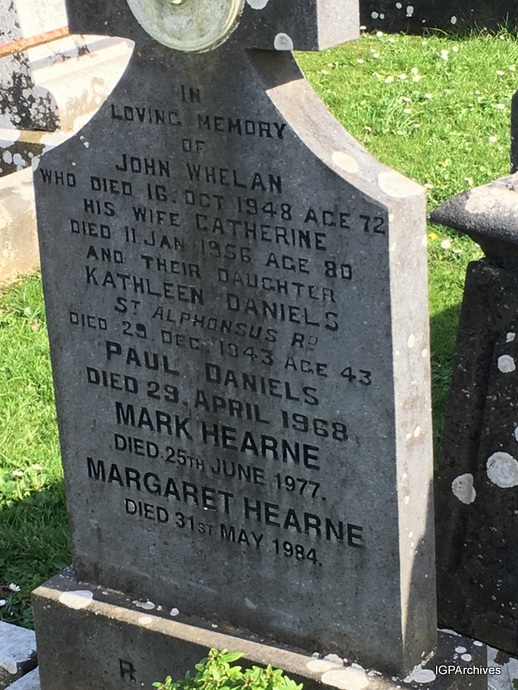 IN
LOVING MEMORY
OF
JOHN WHELAN
WHO DIED 16. OCT 1948 AGE 72
HIS WIFE CATHERINE
DIED 11. JAN 1956 AGE 80
AND THEIR DAUGHTER
KATHLEEN DANIELS
ST ALPHONSUS RD
DIED 29. DEC. 1943 AGE 43
PAUL DANIELS
DIED 29. APRIL 1968
MARK HEARNE
DIED. 25TH JUNE 1977.
MARGARET HEARNE
DIED 31ST MAY 1984.
R
IGPArchives